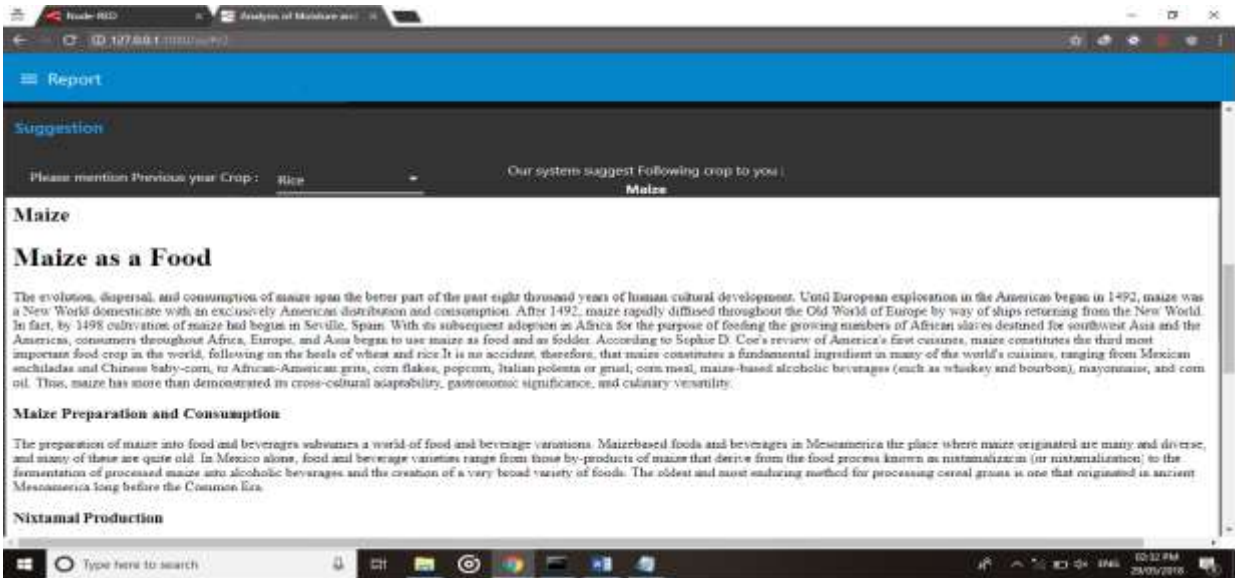 Node-RED
Analysis of Moisture and
127.0.0.1
Report
Suggestion
Please mention Previous year Crop :
Rice
Our system suggest Following crop to you :
Maize
Maize
Maize as a Food
The evolution, dispersal, and consumption of maize span the better part of the past eight thousand years of human cultural development. Until European exploration in the Americas began in 1492, maize was
a New World domesticate with an exclusively American distribution and consumption. After 1492, maize rapidly diffused throughout the Old World of Europe by way of ships returning from the New World.
In fact, by 1498 cultivation of maize had begun in Seville, Spain. With its subsequent adoption in Africa for the purpose of feeding the growing numbers of African slaves destined for southwest Asia and the
Americas, consumers throughout Africa, Europe, and Asia began to use maize as food and as fodder. According to Sophie D. Coe's review of America's first cuisines, maize constitutes the third most
important food crop in the world, following on the heels of wheat and rice It is no accident, therefore, that maize constitutes a fundamental ingredient in many of the world's cuisines, ranging from Mexican
enchiladas and Chinese baby-corn, to African-American grits, corn flakes, popcorn, Italian polenta or gruel, corn meal, maize-based alcoholic beverages (such as whiskey and bourbon), mayonnaise, and corn
oil. Thus, maize has more than demonstrated its cross-cultural adaptability, gastronomic significance, and culinary versatility.
Maize Preparation and Consumption
The preparation of maize into food and beverages subsumes a world of food and beverage variations. Maizebased foods and beverages in Mesoamerica the place where maize originated are many and diverse,
and many of these are quite old. In Mexico alone, food and beverage varieties range from those by-products of maize that derive from the food process known as nixtamalizacin (or nixtamalization) to the
fermentation of processed maize into alcoholic beverages and the creation of a very broad variety of foods. The oldest and most enduring method for processing cereal grains is one that originated in ancient
Mesoamerica long before the Common Era.
Nixtamal Production
Type here to search
ENG
02:32 PM
29/05/2018